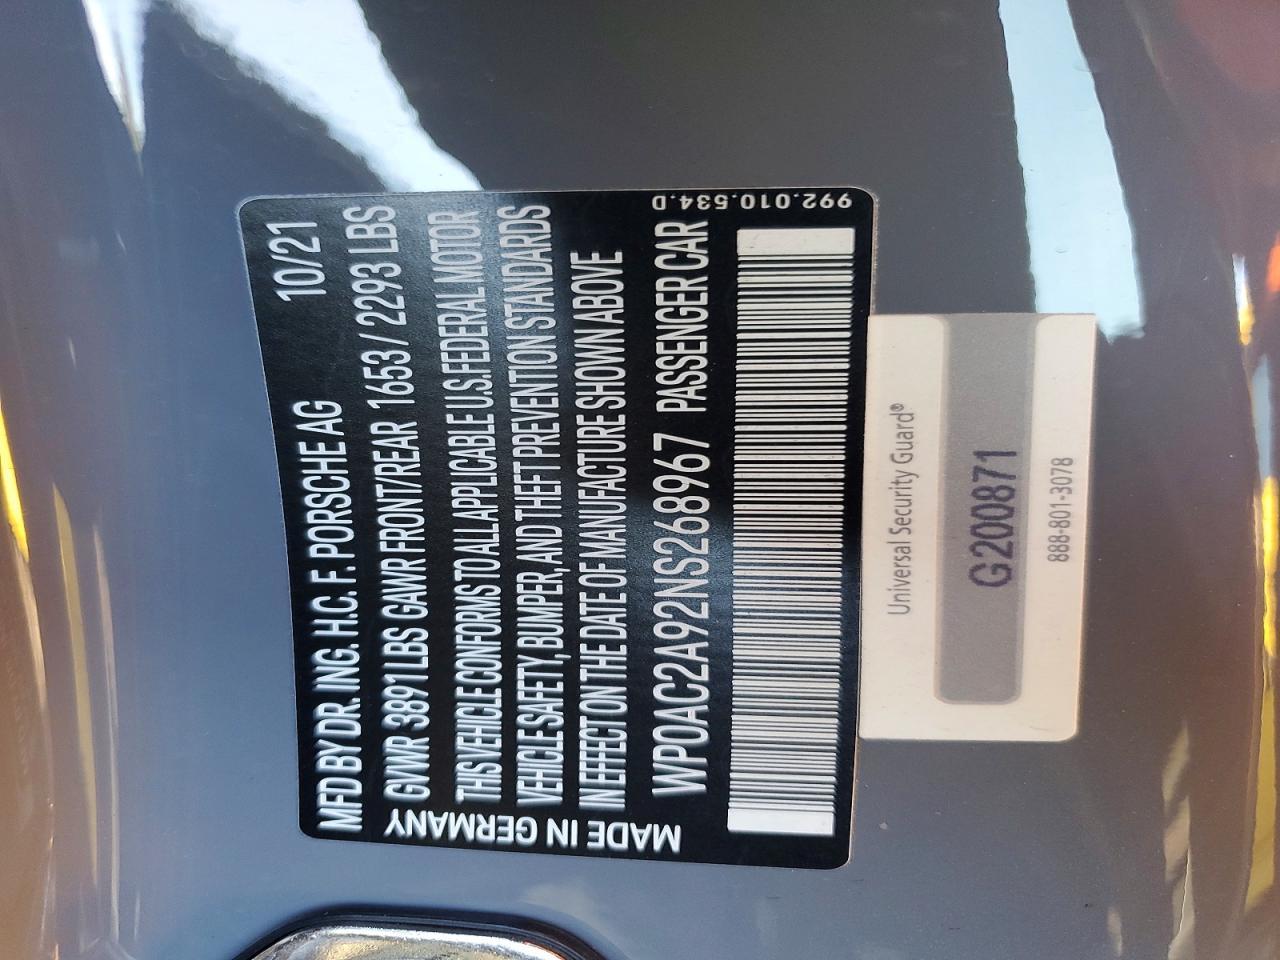 MFD BY DR. ING. H.C. F. PORSCHE AG 10/21
GVWR 3891 LBS GAWR FRONT/REAR 1653 / 2293 LBS
THIS VEHICLE CONFORMS TO ALL APPLICABLE U.S. FEDERAL MOTOR
VEHICLE SAFETY, BUMPER, AND THEFT PREVENTION STANDARDS
IN EFFECT ON THE DATE OF MANUFACTURE SHOWN ABOVE
WP0AC2A92NS268967 PASSENGER CAR
MADE IN GERMANY
992.010.534.D
Universal Security Guard®
G200871
888-801-3078